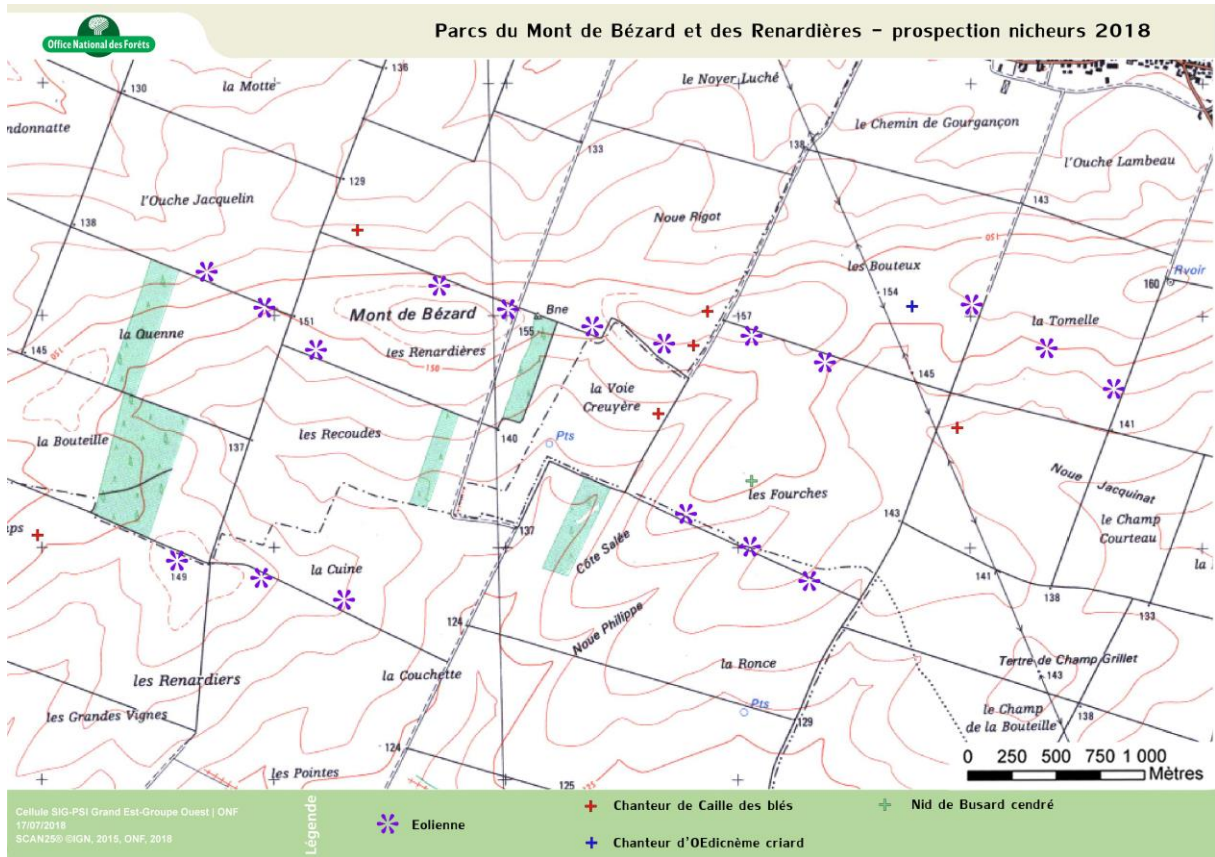 Office National des Forêts
Parcs du Mont de Bézard et des Renardières - prospection nicheurs 2018
136
la Motte
130
ndonnatte
le Noyer Luché
le Chemin de Gourgançon
133
138
l'Ouche Lambeau
129
l'Ouche Jacquelin
143
138
Noue Rigot
150
les Bouteux
Rvoir
160
154
Mont de Bézard
Bne
151
155
157
la Tomelle
la Quenne
145
150
les Renardières
150
145
la Voie
Creuyère
141
la Bouteille
137
les Recoudes
140
Pts
Noue Jacquinat
les Fourches
143
le Champ
Courteau
ps
137
Côte Salée
149
la Cuine
141
138
la
133
124
Noue Philippe
les Renardiers
la Couchette
la Ronce
Tertre de Champ Grillet
143
les Grandes Vignes
Pts
129
le Champ
de la Bouteille
138
124
les Pointes
125
125
0 250 500 750 1 000
Mètres
Cellule SIG-PSI Grand Est-Groupe Ouest | ONF
17/07/2018
SCAN25® ©IGN, 2015, ONF, 2018
Légende
Eolienne
Chanteur de Caille des blés
Chanteur d'OEdicnème criard
Nid de Busard cendré